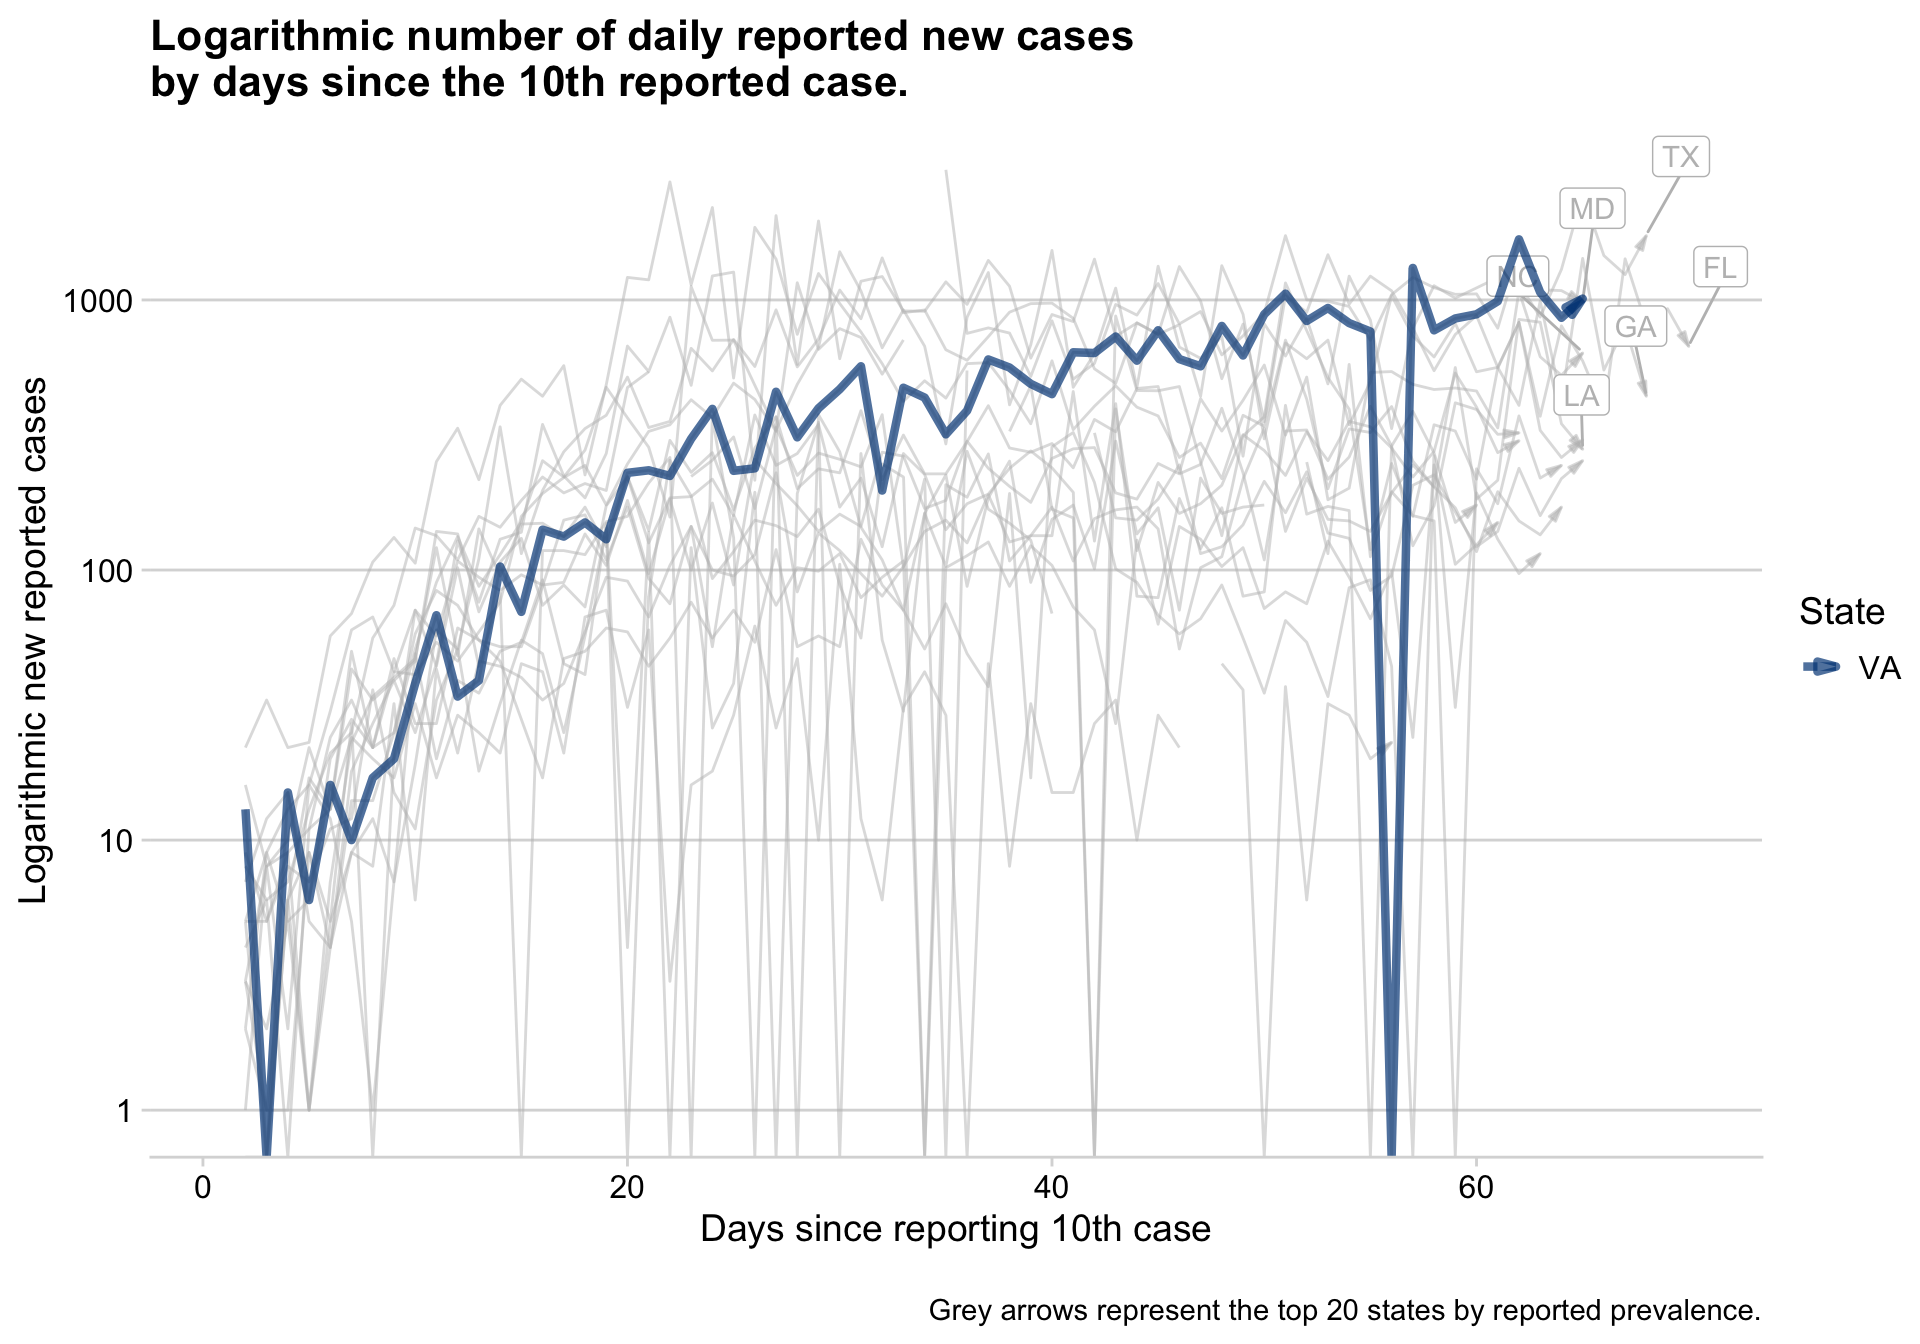 Logarithmic number of daily reported new cases
by days since the 10th reported case.
Logarithmic new reported cases
1000
100
10
1
TX
MD
FL
NC
GA
LA
State
VA
0
20
40
60
Days since reporting 10th case
Grey arrows represent the top 20 states by reported prevalence.